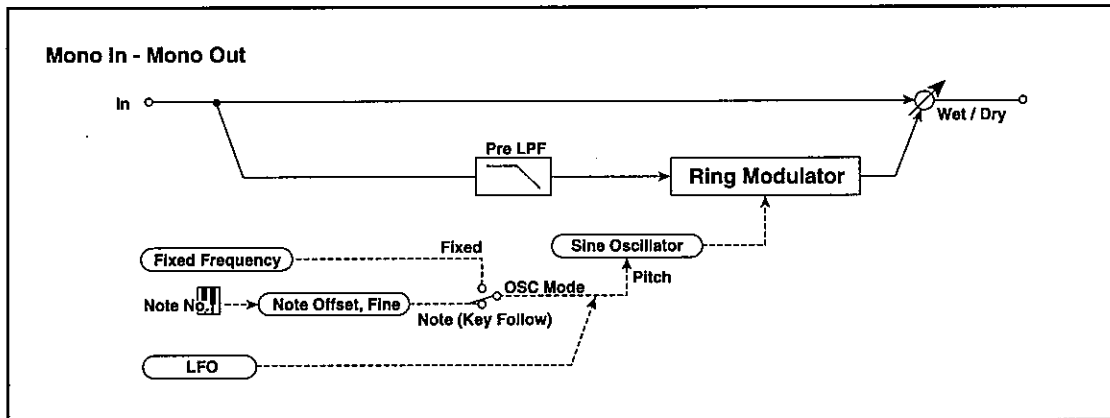 Mono In - Mono Out
In
Wet / Dry
Pre LPF
Ring Modulator
Sine Oscillator
Fixed
Fixed Frequency
Pitch
OSC Mode
Note No.
Note Offset, Fine
Note (Key Follow)
LFO